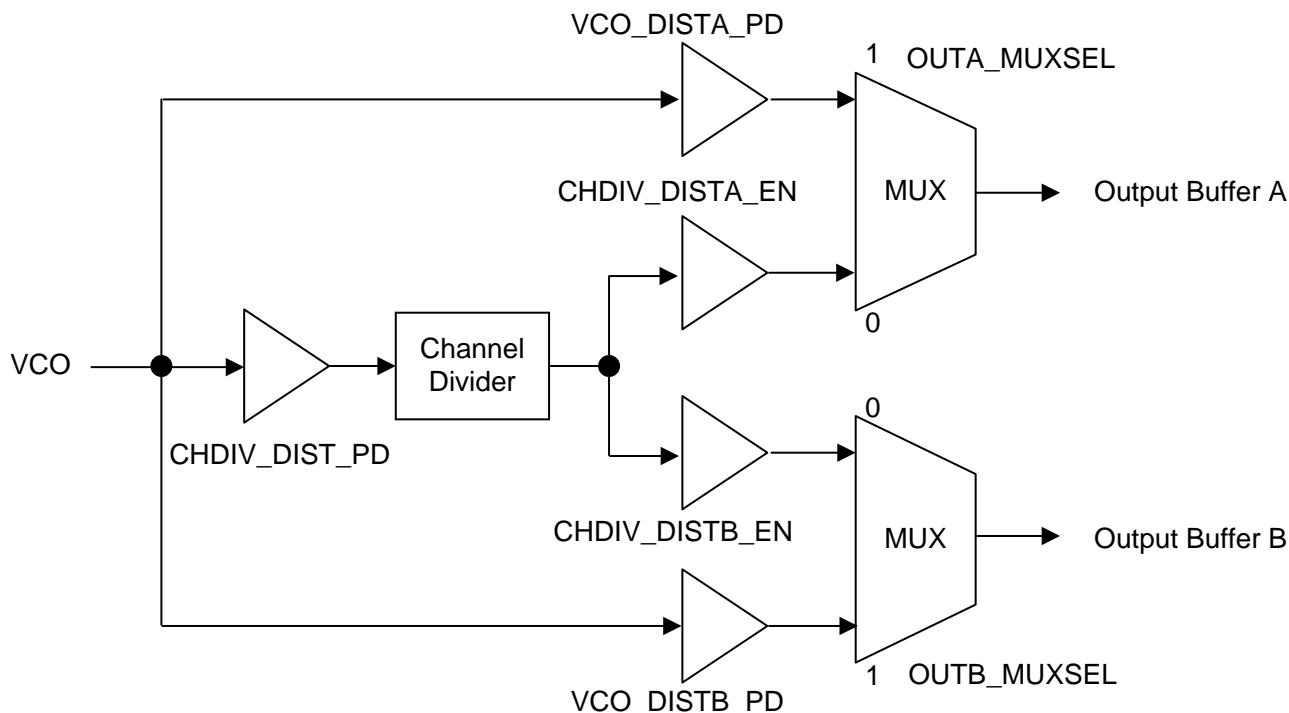 VCO_DISTA_PD
1
OUTA_MUXSEL
CHDIV_DISTA_EN
MUX
Output Buffer A
0
VCO
Channel
Divider
CHDIV_DIST_PD
0
CHDIV_DISTB_EN
MUX
Output Buffer B
1
OUTB_MUXSEL
VCO_DISTB_PD